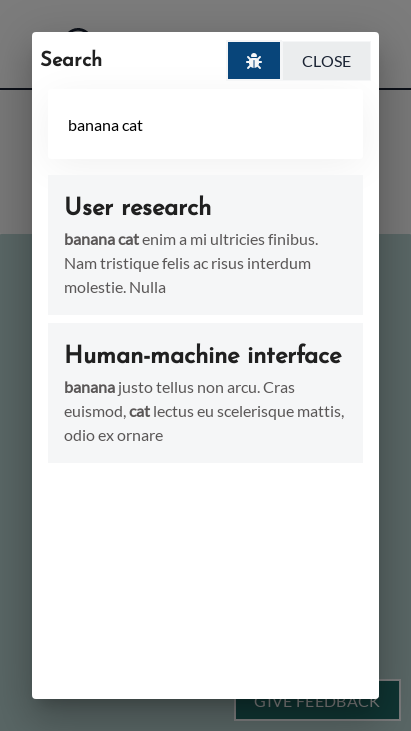 Search
CLOSE
banana cat
User research
banana cat enim a mi ultricies finibus.
Nam tristique felis ac risus interdum
molestie. Nulla
Human-machine interface
banana justo tellus non arcu. Cras
euismod, cat lectus eu scelerisque mattis,
odio ex ornare
GIVE FEEDBACK